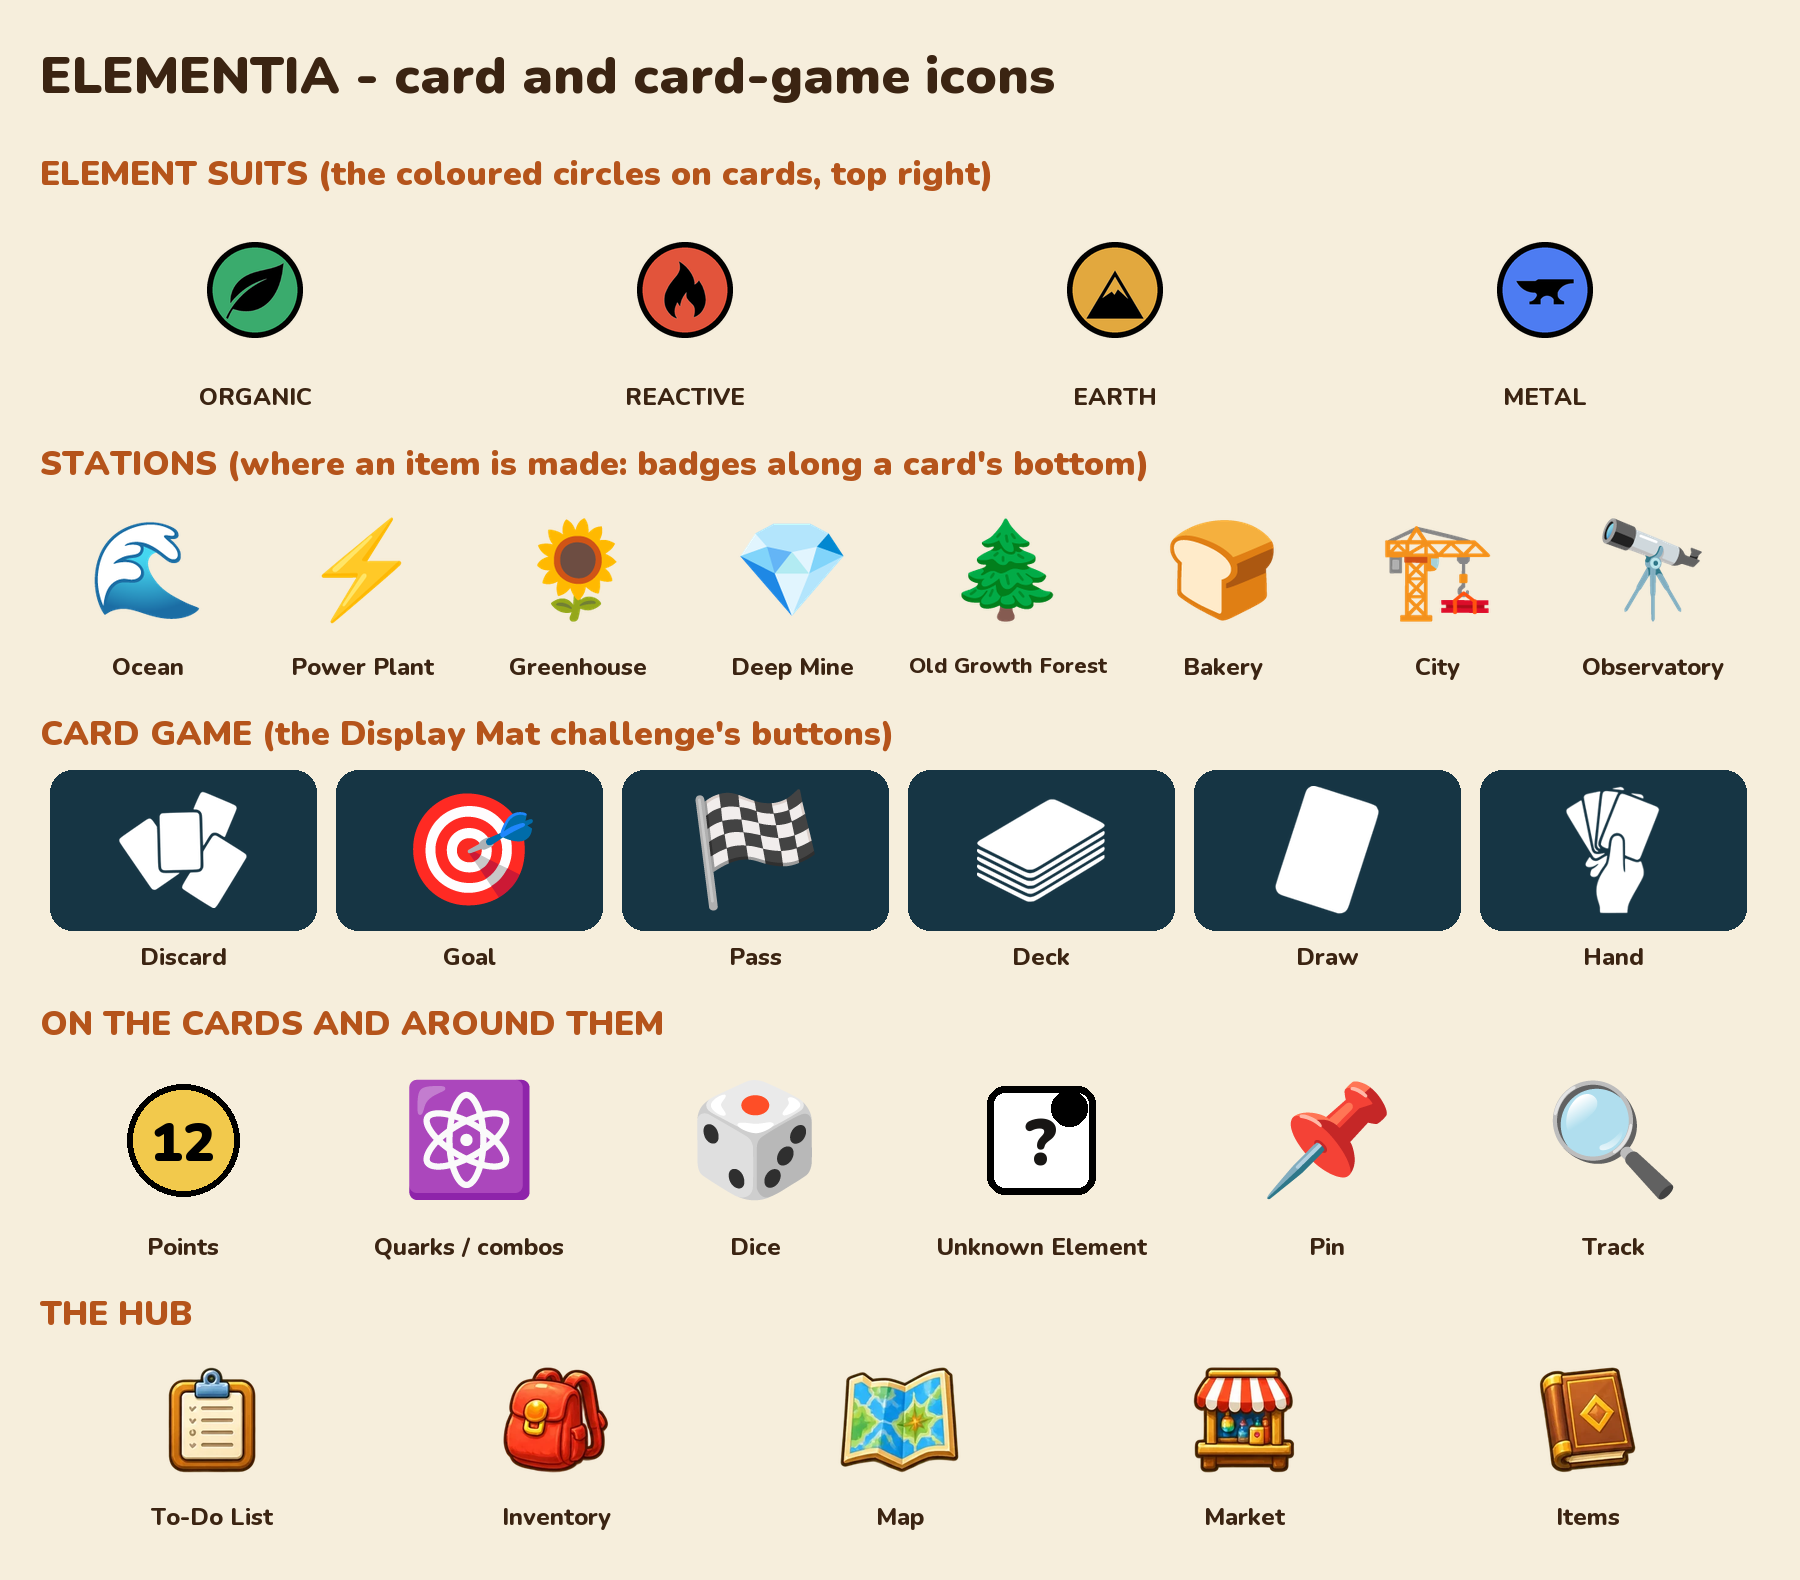 ELEMENTIA - card and card-game icons
ELEMENT SUITS (the coloured circles on cards, top right)
ORGANIC REACTIVE EARTH METAL
STATIONS (where an item is made: badges along a card's bottom)
Ocean Power Plant Greenhouse Deep Mine Old Growth Forest Bakery City Observatory
CARD GAME (the Display Mat challenge's buttons)
Discard Goal Pass Deck Draw Hand
ON THE CARDS AND AROUND THEM
12 ?
Points Quarks / combos Dice Unknown Element Pin Track
THE HUB
To-Do List Inventory Map Market Items